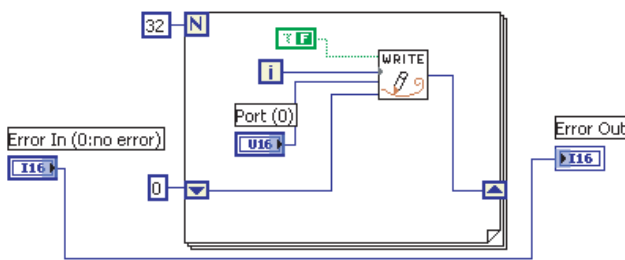 32
N
F
WRITE
i
Port (0)
U16
Error In (0:no error)
I16
0
Error Out
I16